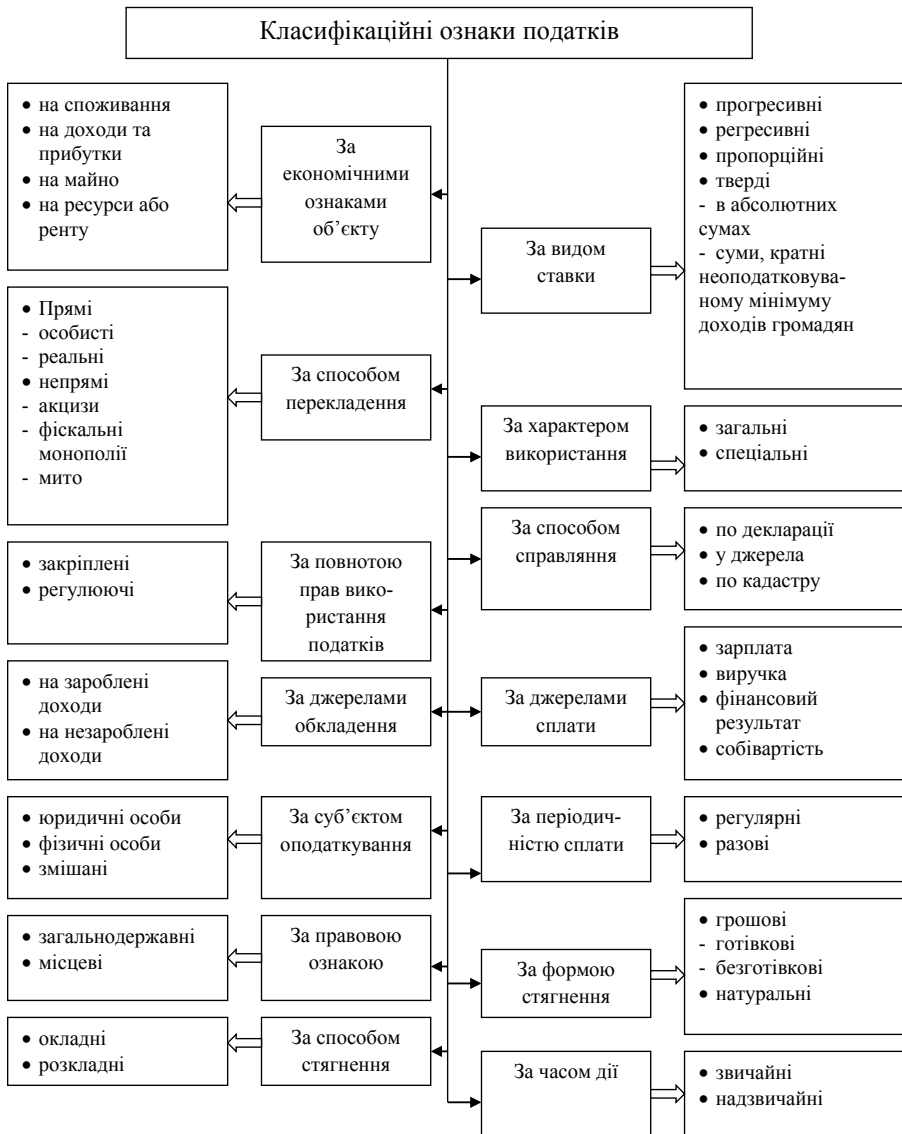 Класифікаційні ознаки податків
• на споживання
• на доходи та
прибутки
• на майно
• на ресурси або
ренту
За
економічними
ознаками
об’єкту
• прогресивні
• регресивні
• пропорційні
• тверді
- в абсолютних
сумах
- суми, кратні
неоподатковува-
ному мінімуму
доходів громадян
За видом
ставки
• Прямі
- особисті
- реальні
• непрямі
- акцизи
- фіскальні
монополії
- мито
За способом
перекладення
За характером
використання
• загальні
• спеціальні
За способом
справляння
• по декларації
• у джерела
• по кадастру
• закріплені
• регулюючі
За повнотою
прав вико-
ристання
податків
• на зароблені
доходи
• на незароблені
доходи
За джерелами
обкладення
За джерелами
сплати
• зарплата
• виручка
• фінансовий
результат
• собівартість
• юридичні особи
• фізичні особи
• змішані
За суб’єктом
оподаткування
За періодич-
ністю сплати
• регулярні
• разові
• загальнодержавні
• місцеві
За правовою
ознакою
За формою
стягнення
• грошові
- готівкові
- безготівкові
• натуральні
• окладні
• розкладні
За способом
стягнення
За часом дії
• звичайні
• надзвичайні